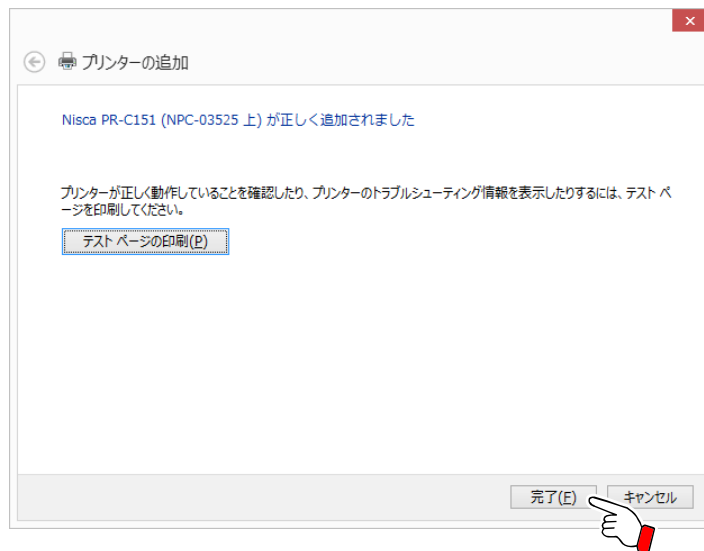 プリンターの追加
Nisca PR-C151 (NPC-03525 上) が正しく追加されました
プリンターが正しく動作していることを確認したり、プリンターのトラブルシューティング情報を表示したりするには、テスト ペ
ージを印刷してください。
テスト ページの印刷(P)
完了(F)
キャンセル